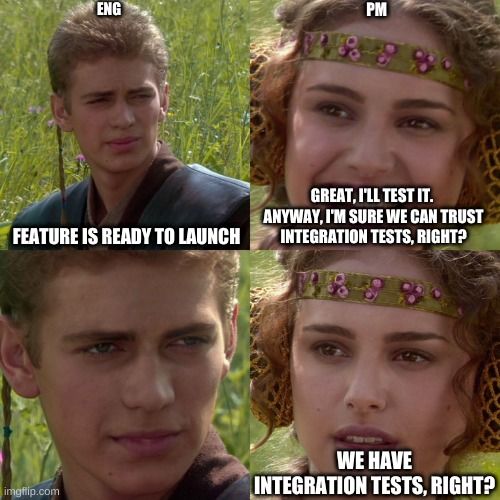 ENG
PM
FEATURE IS READY TO LAUNCH
GREAT, I'LL TEST IT.
ANYWAY, I'M SURE WE CAN TRUST
INTEGRATION TESTS, RIGHT?
WE HAVE
INTEGRATION TESTS, RIGHT?
imgflip.com